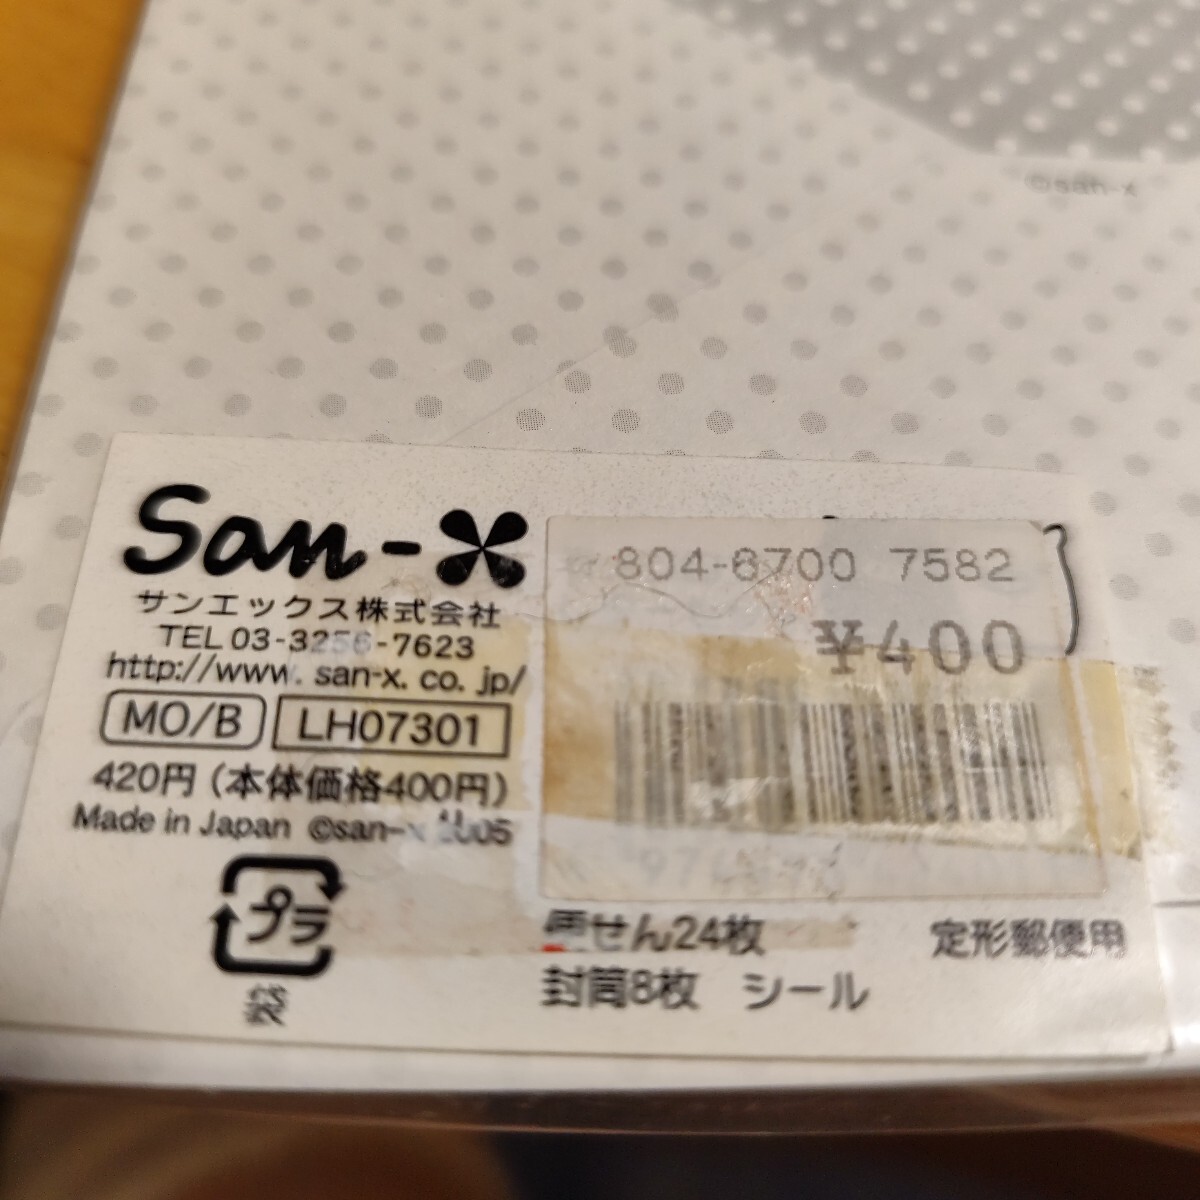 ©san-x
San-X
サンエックス株式会社
TEL 03-3256-7623
http://www.san-x.co.jp/
MO/B LH07301
420円（本体価格400円）
Made in Japan ©san-x 2005
プラ
袋
804-6700 7582
¥400
便せん24枚 定形郵便用
封筒8枚 シール